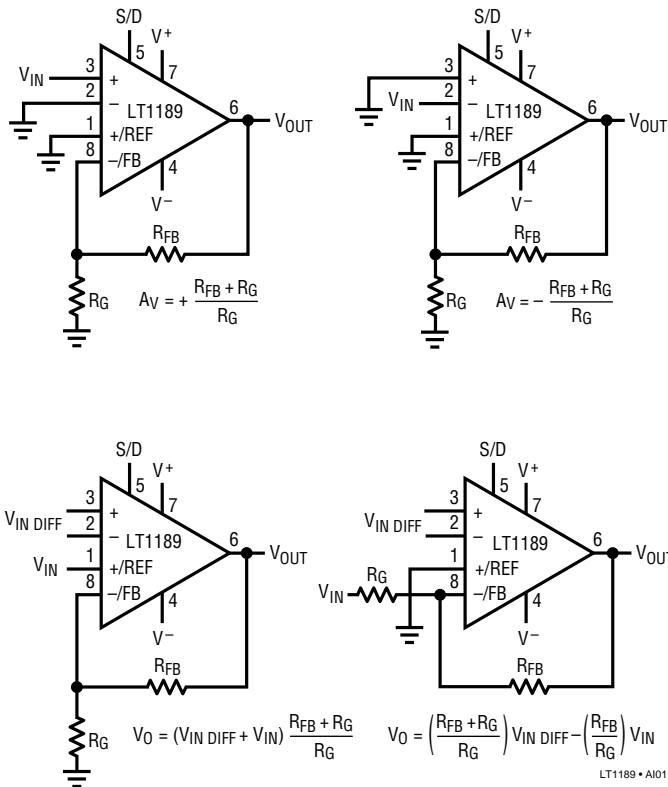 S/D
V+
5
7
3
VIN
+
2
−
LT1189
6
VOUT
1
+/REF
8
−/FB
4
V−
RFB
RG
AV = + (RFB + RG) / RG
S/D
V+
5
7
3
+
VIN
2
−
LT1189
6
VOUT
1
+/REF
8
−/FB
4
V−
RFB
RG
AV = − (RFB + RG) / RG
S/D
V+
5
7
3
+
VIN DIFF
2
−
LT1189
6
VOUT
VIN
1
+/REF
8
−/FB
4
V−
RFB
RG
VO = (VIN DIFF + VIN) (RFB + RG) / RG
S/D
V+
5
7
3
+
VIN DIFF
2
−
LT1189
6
VOUT
1
+/REF
VIN
RG
8
−/FB
4
V−
RFB
VO = ((RFB + RG) / RG) VIN DIFF − (RFB / RG) VIN
LT1189 • AI01